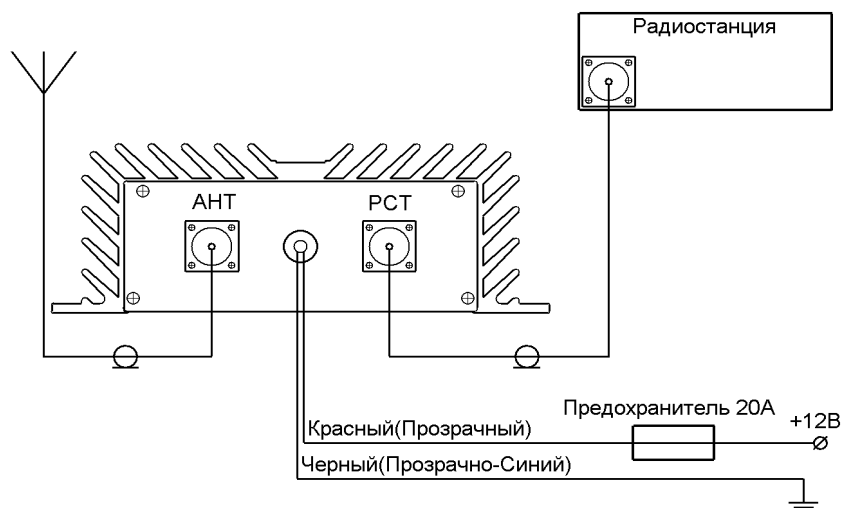 Радиостанция
АНТ
РСТ
Предохранитель 20А
+12В
Красный(Прозрачный)
Черный(Прозрачно-Синий)